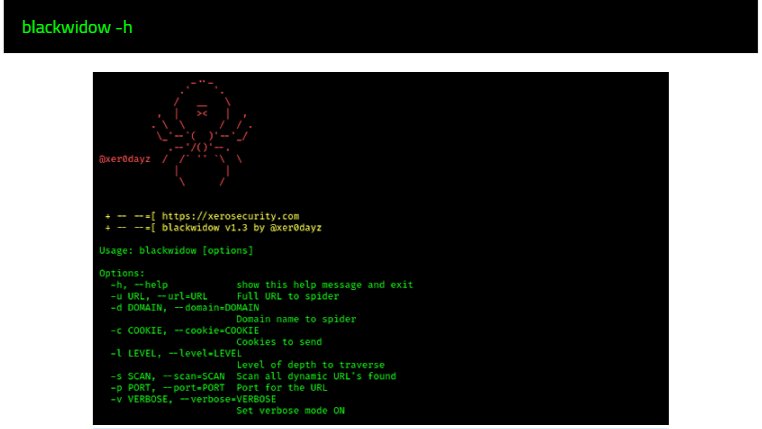 blackwidow -h
@xer0dayz
+ -- --=[ https://xerosecurity.com
+ -- --=[ blackwidow v1.3 by @xer0dayz
Usage: blackwidow [options]
Options:
-h, --help show this help message and exit
-u URL, --url=URL Full URL to spider
-d DOMAIN, --domain=DOMAIN
Domain name to spider
-c COOKIE, --cookie=COOKIE
Cookies to send
-l LEVEL, --level=LEVEL
Level of depth to traverse
-s SCAN, --scan=SCAN Scan all dynamic URL's found
-p PORT, --port=PORT Port for the URL
-v VERBOSE, --verbose=VERBOSE
Set verbose mode ON